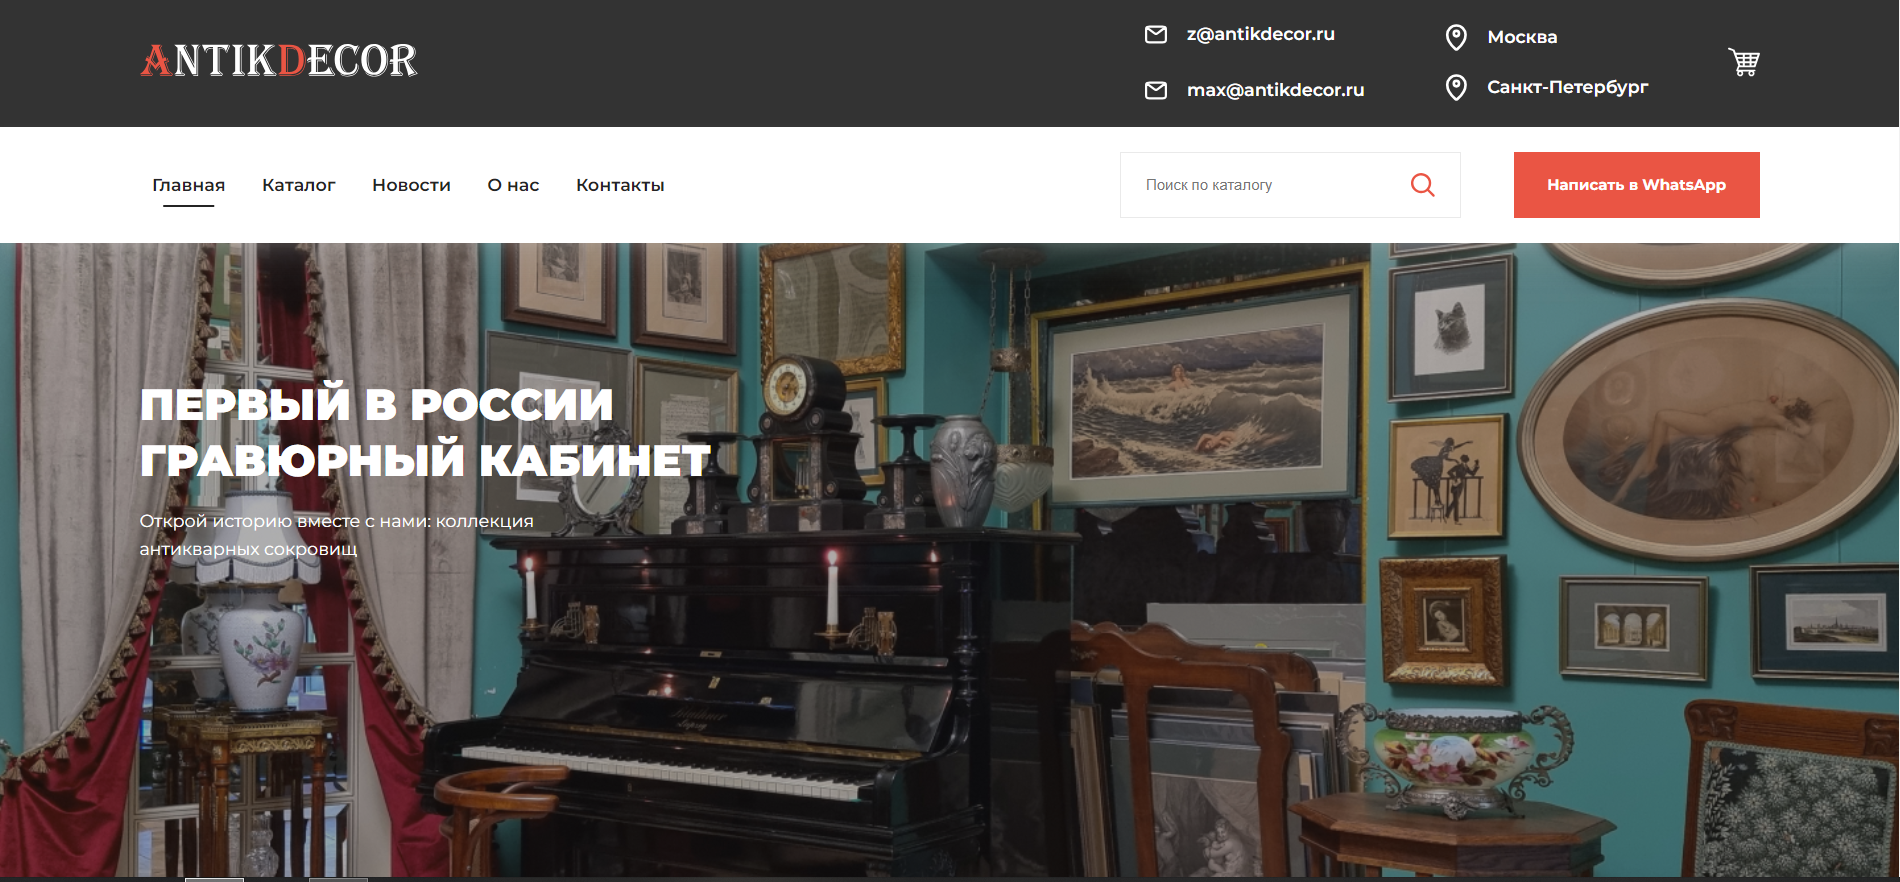 ANTIKDECOR
z@antikdecor.ru
max@antikdecor.ru
Москва
Санкт-Петербург
Главная
Каталог
Новости
О нас
Контакты
Поиск по каталогу
Написать в WhatsApp
ПЕРВЫЙ В РОССИИ
ГРАВЮРНЫЙ КАБИНЕТ
Открой историю вместе с нами: коллекция
антикварных сокровищ